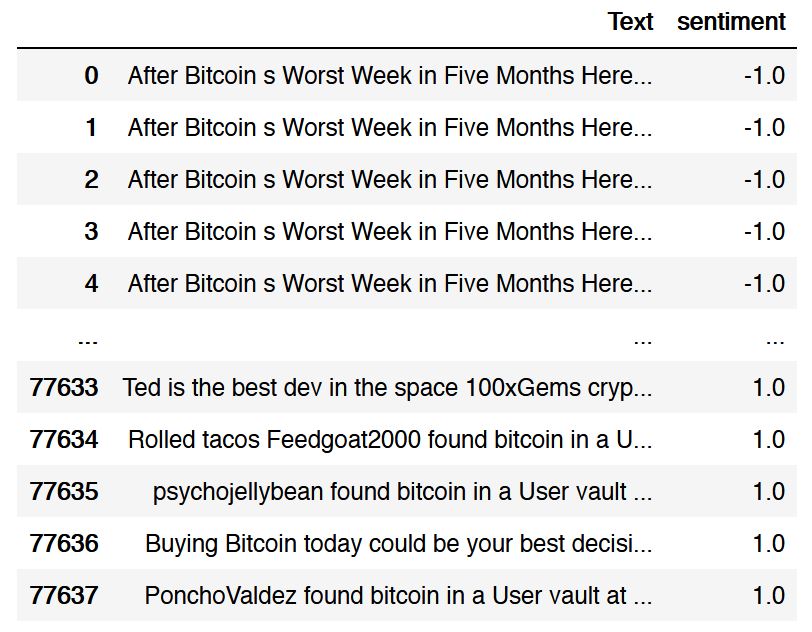 Text sentiment
0 After Bitcoin s Worst Week in Five Months Here... -1.0
1 After Bitcoin s Worst Week in Five Months Here... -1.0
2 After Bitcoin s Worst Week in Five Months Here... -1.0
3 After Bitcoin s Worst Week in Five Months Here... -1.0
4 After Bitcoin s Worst Week in Five Months Here... -1.0
... ... ...
77633 Ted is the best dev in the space 100xGems cryp... 1.0
77634 Rolled tacos Feedgoat2000 found bitcoin in a U... 1.0
77635 psychojellybean found bitcoin in a User vault ... 1.0
77636 Buying Bitcoin today could be your best decisi... 1.0
77637 PonchoValdez found bitcoin in a User vault at ... 1.0